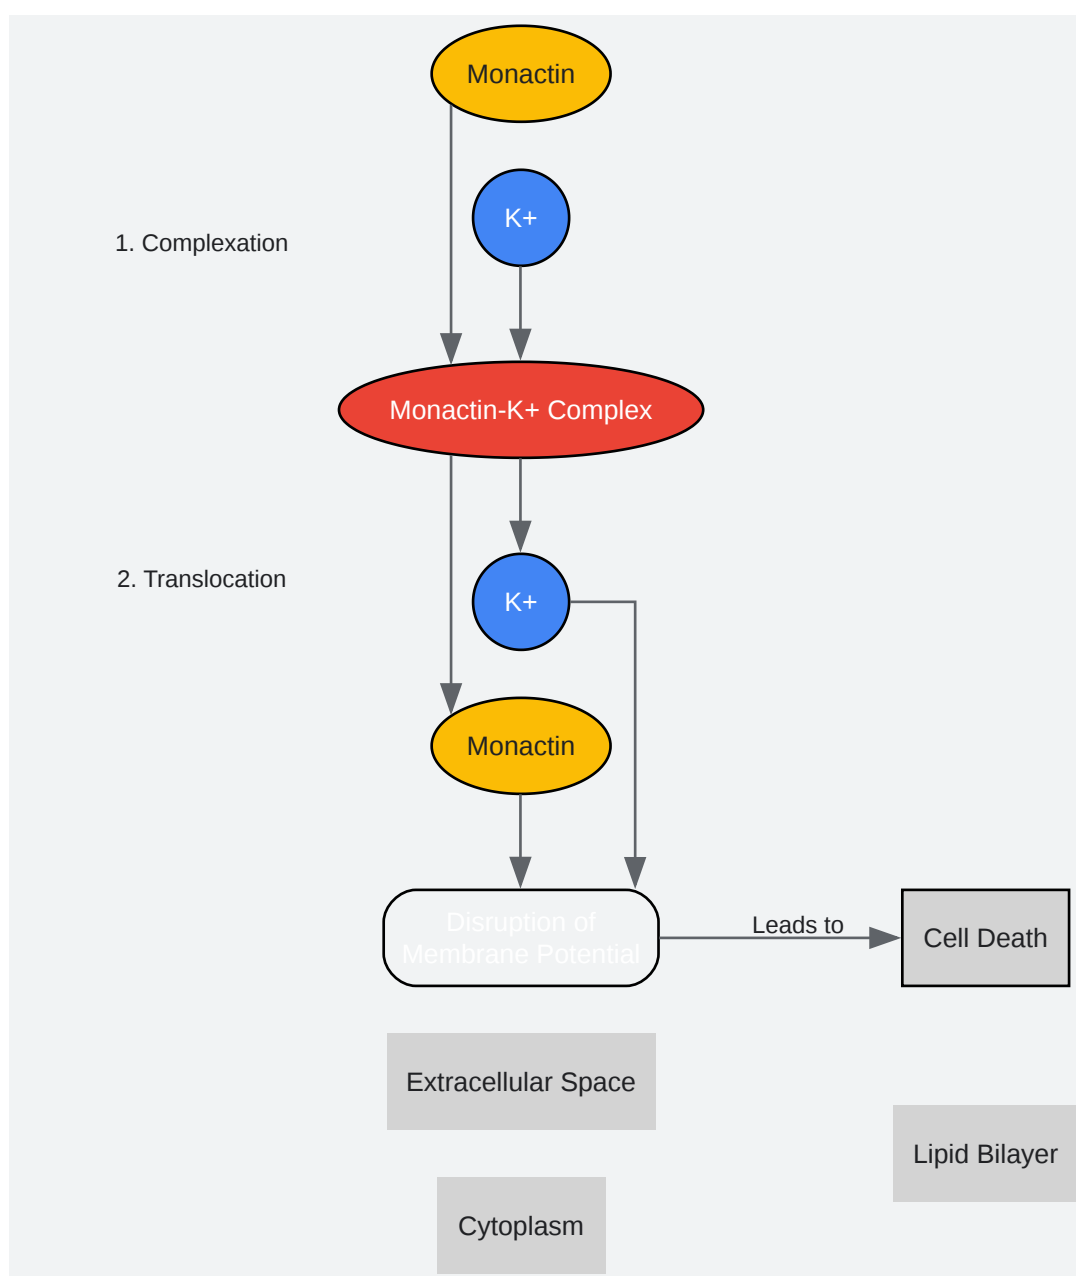 Monactin
K+
1. Complexation
Monactin-K+ Complex
2. Translocation
K+
Monactin
Disruption of
Membrane Potential
Leads to
Cell Death
Extracellular Space
Lipid Bilayer
Cytoplasm